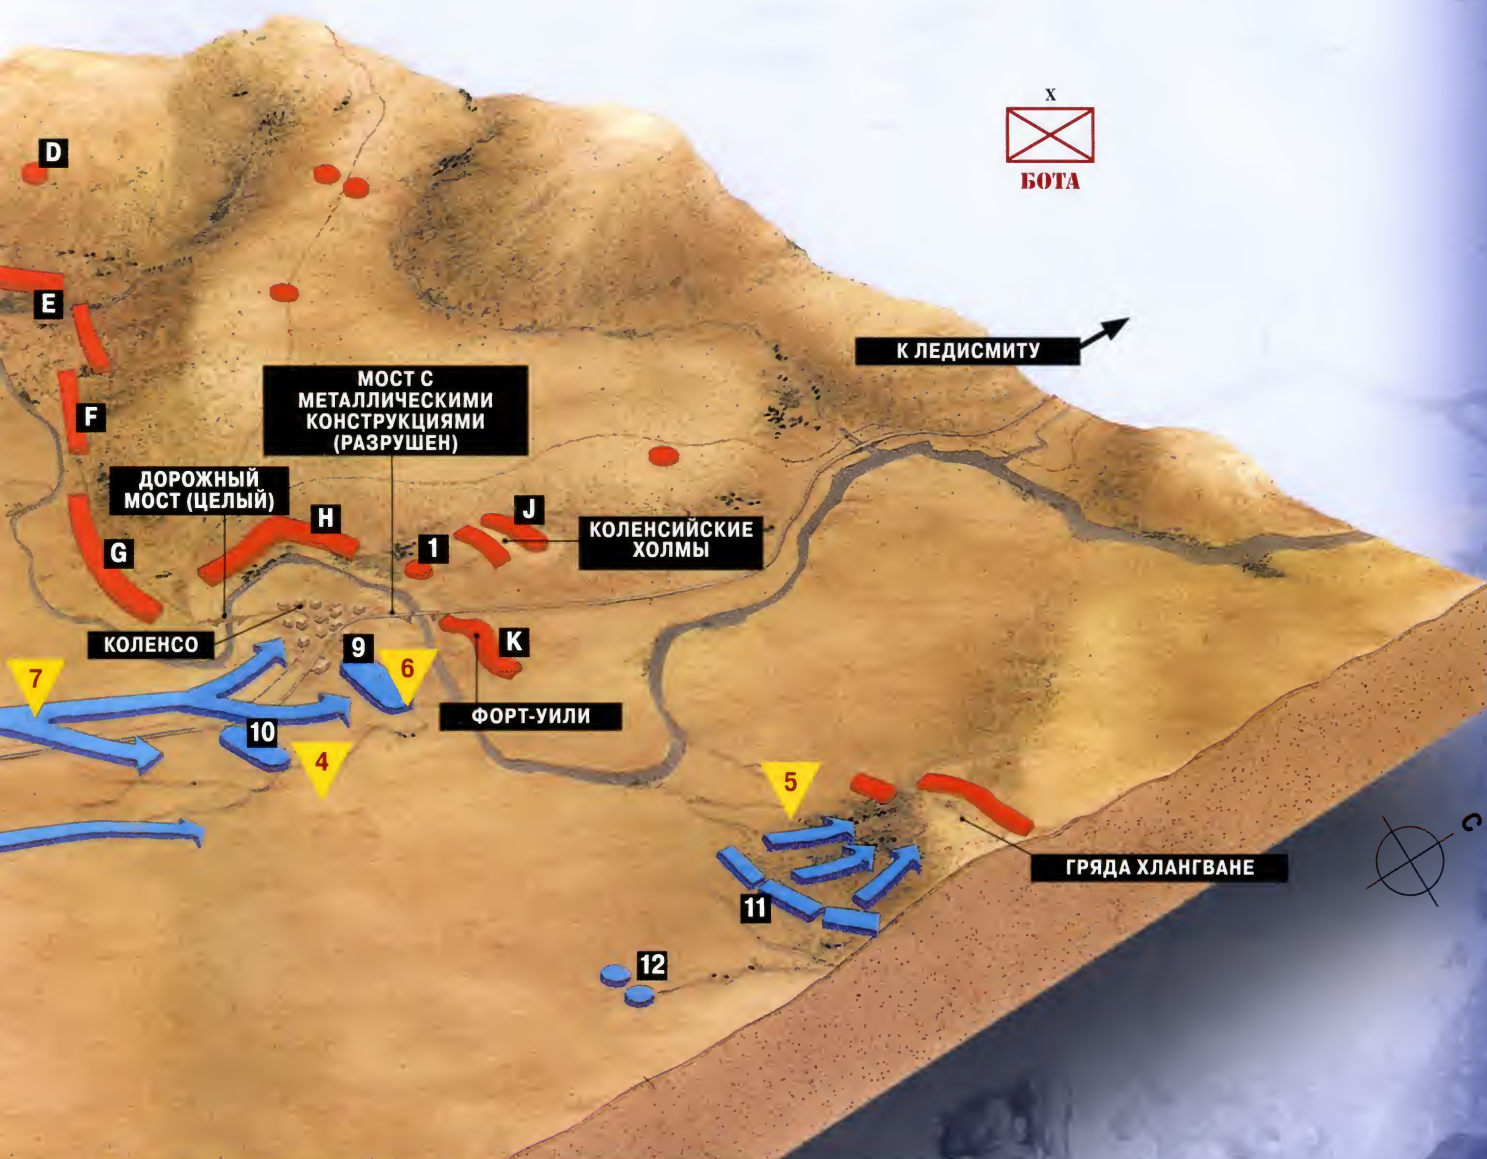 X
БОТА
D
E
К ЛЕДИСМИТУ
МОСТ С
МЕТАЛЛИЧЕСКИМИ
КОНСТРУКЦИЯМИ
(РАЗРУШЕН)
F
ДОРОЖНЫЙ
МОСТ (ЦЕЛЫЙ)
H
J
КОЛЕНСИЙСКИЕ
ХОЛМЫ
1
G
КОЛЕНСО
9
6
K
7
ФОРТ-УИЛИ
10
4
5
С
ГРЯДА ХЛАНГВАНЕ
11
12